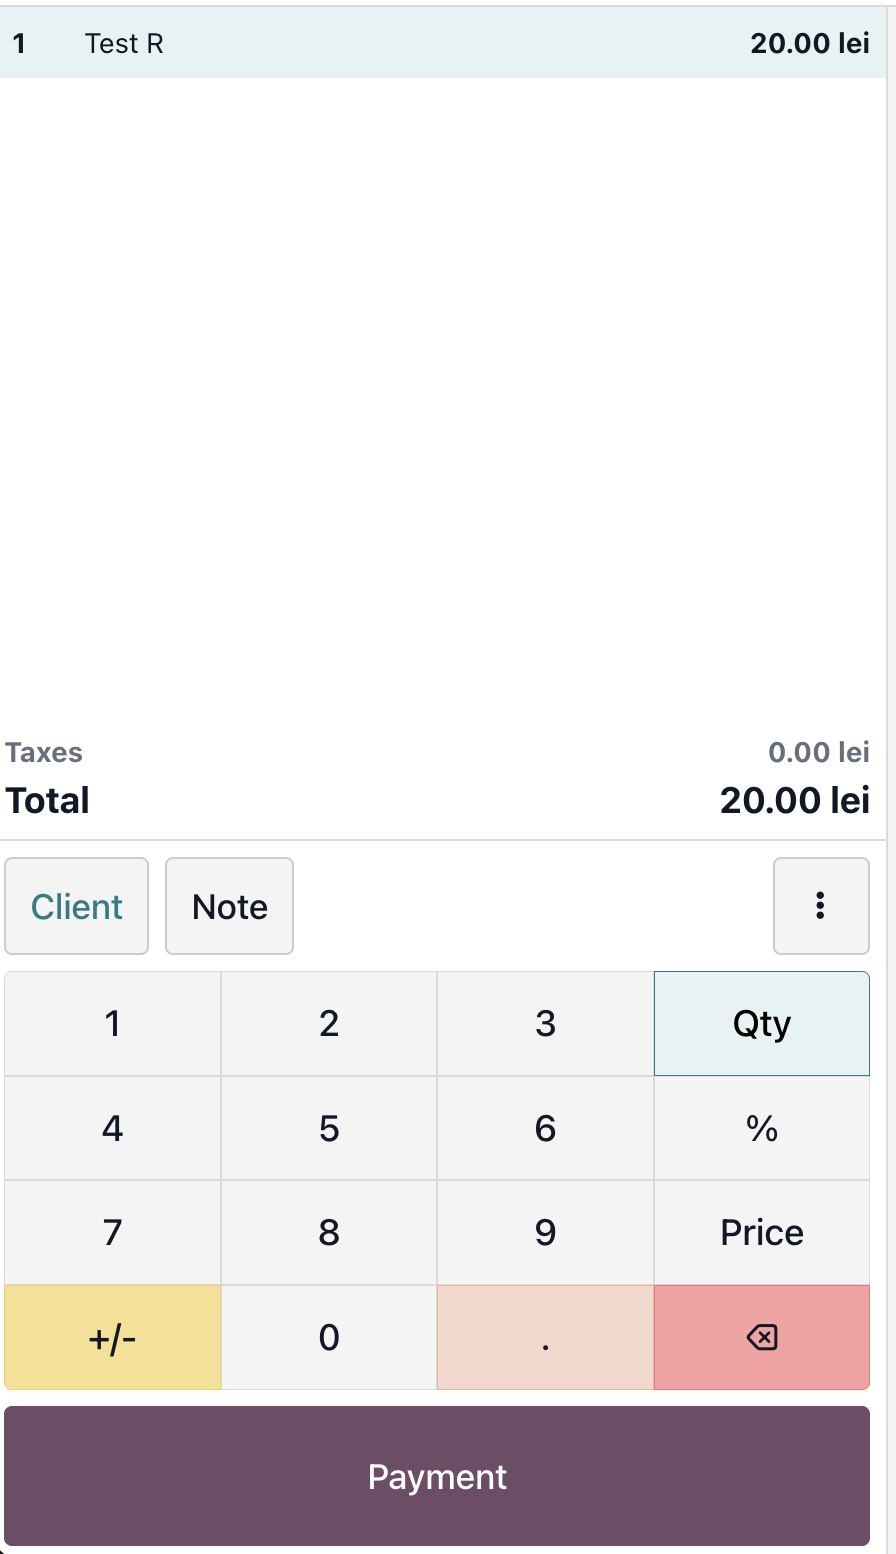 1 Test R 20.00 lei
Taxes 0.00 lei
Total 20.00 lei
Client Note
1 2 3 Qty
4 5 6 %
7 8 9 Price
+/- 0 .
Payment